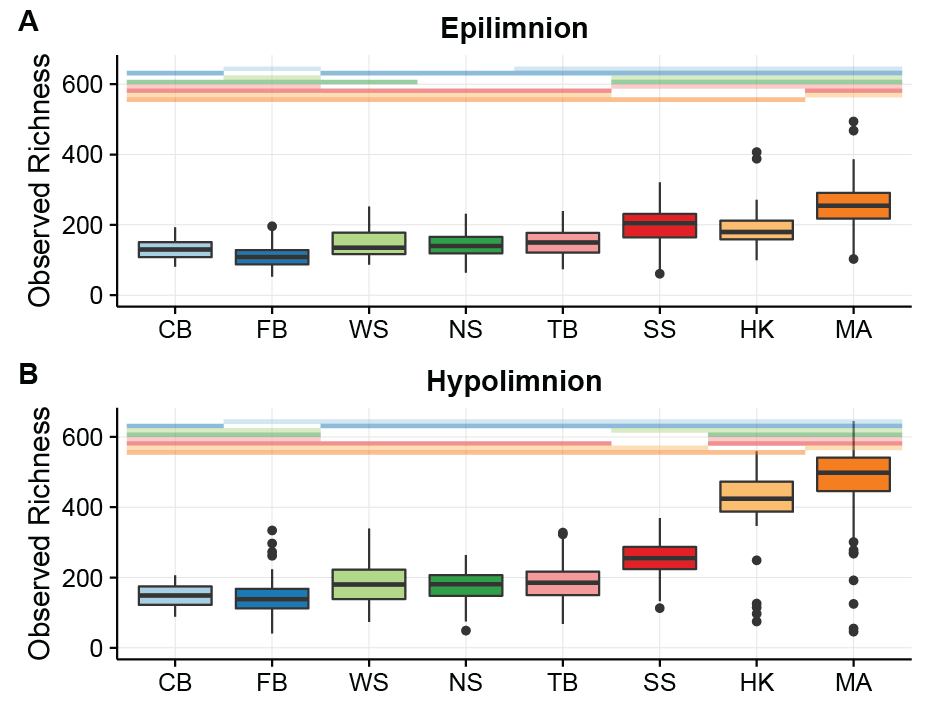 A
Epilimnion
Observed Richness
600
400
200
0
CB FB WS NS TB SS HK MA
B
Hypolimnion
Observed Richness
600
400
200
0
CB FB WS NS TB SS HK MA